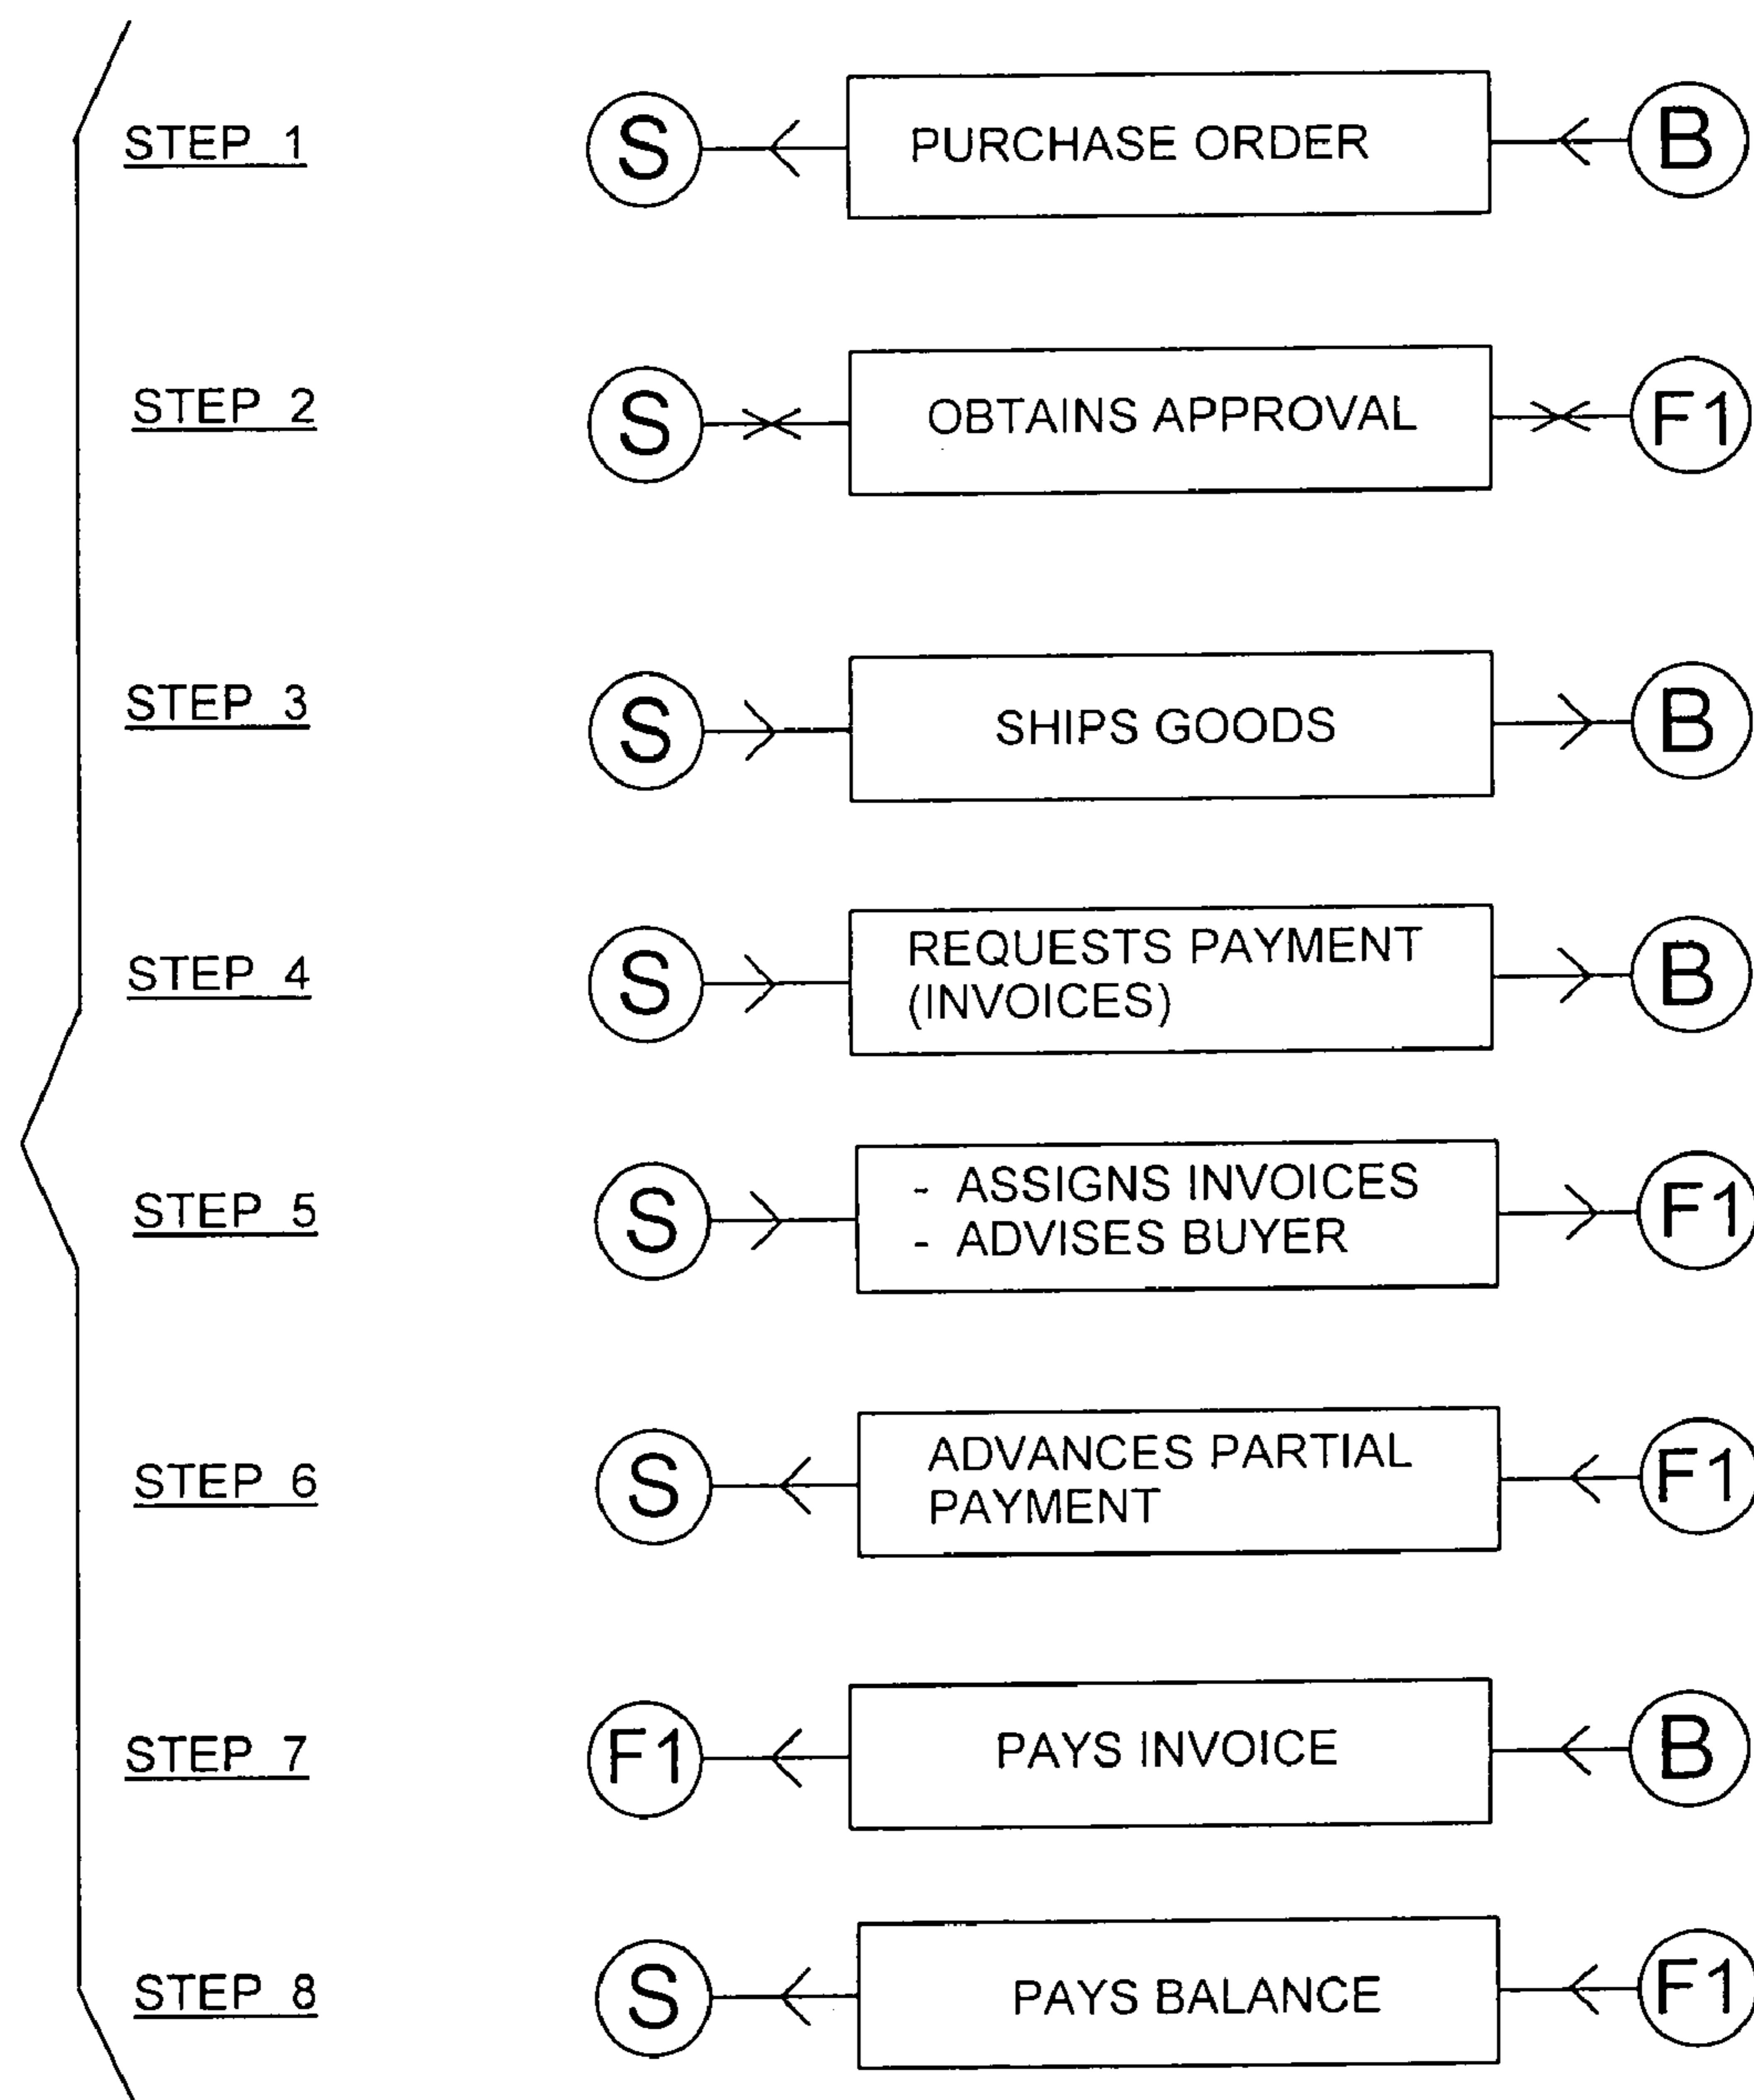 STEP 1 S PURCHASE ORDER B
STEP 2 S OBTAINS APPROVAL F1
STEP 3 S SHIPS GOODS B
STEP 4 S REQUESTS PAYMENT B
(INVOICES)
STEP 5 S - ASSIGNS INVOICES F1
- ADVISES BUYER
STEP 6 S ADVANCES PARTIAL F1
PAYMENT
STEP 7 F1 PAYS INVOICE B
STEP 8 S PAYS BALANCE F1